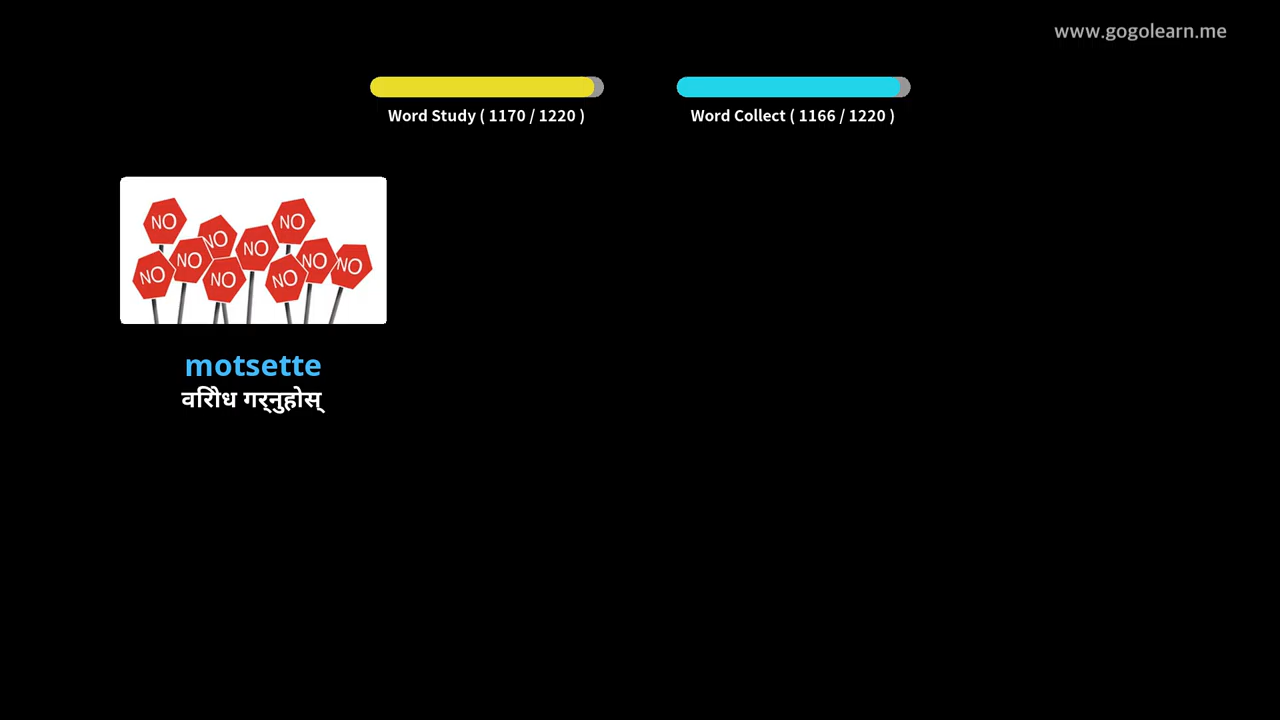 www.gogolearn.me
Word Study ( 1170 / 1220 )
Word Collect ( 1166 / 1220 )
NO
NO
NO
NO
NO
NO
NO
NO
NO
NO
motsette
विरोध गर्नुहोस्